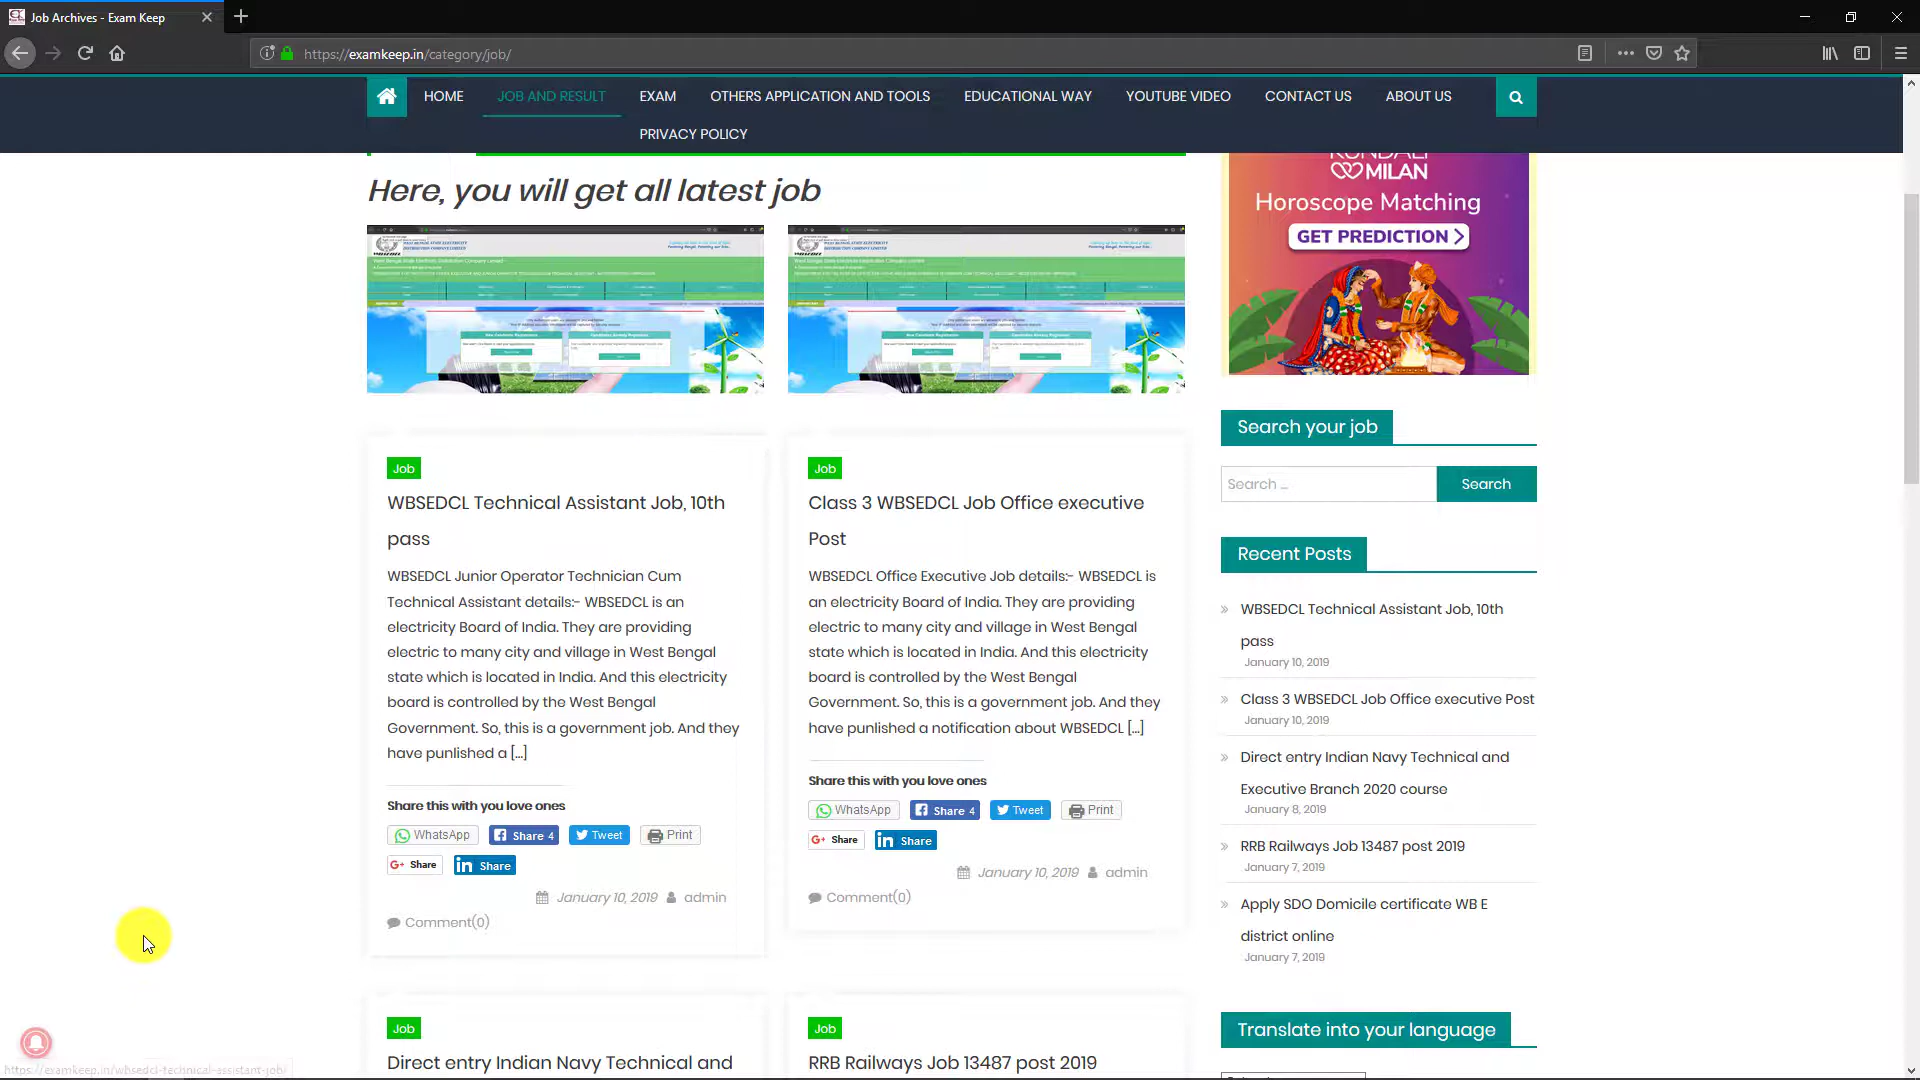 Job Archives - Exam Keep
https://examkeep.in/category/job/
HOME
JOB AND RESULT
EXAM
OTHERS APPLICATION AND TOOLS
EDUCATIONAL WAY
YOUTUBE VIDEO
CONTACT US
ABOUT US
PRIVACY POLICY
Here, you will get all latest job
Job
WBSEDCL Technical Assistant Job, 10th
pass
WBSEDCL Junior Operator Technician Cum
Technical Assistant details:- WBSEDCL is an
electricity Board of India. They are providing
electric to many city and village in West Bengal
state which is located in India. And this electricity
board is controlled by the West Bengal
Government. So, this is a government job. And they
have punlished a [...]
Share this with you love ones
WhatsApp
Share 4
Tweet
Print
G+ Share
in Share
January 10, 2019
admin
Comment(0)
Job
Class 3 WBSEDCL Job Office executive
Post
WBSEDCL Office Executive Job details:- WBSEDCL is
an electricity Board of India. They are providing
electric to many city and village in West Bengal
state which is located in India. And this electricity
board is controlled by the West Bengal
Government. So, this is a government job. And they
have punlished a notification about WBSEDCL [...]
Share this with you love ones
WhatsApp
Share 4
Tweet
Print
G+ Share
in Share
January 10, 2019
admin
Comment(0)
Job
Direct entry Indian Navy Technical and
Job
RRB Railways Job 13487 post 2019
KUNDALI
MILAN
Horoscope Matching
GET PREDICTION >
Search your job
Search ...
Search
Recent Posts
WBSEDCL Technical Assistant Job, 10th
pass
January 10, 2019
Class 3 WBSEDCL Job Office executive Post
January 10, 2019
Direct entry Indian Navy Technical and
Executive Branch 2020 course
January 8, 2019
RRB Railways Job 13487 post 2019
January 7, 2019
Apply SDO Domicile certificate WB E
district online
January 7, 2019
Translate into your language
https://examkeep.in/wbsedcl-technical-assistant-job/